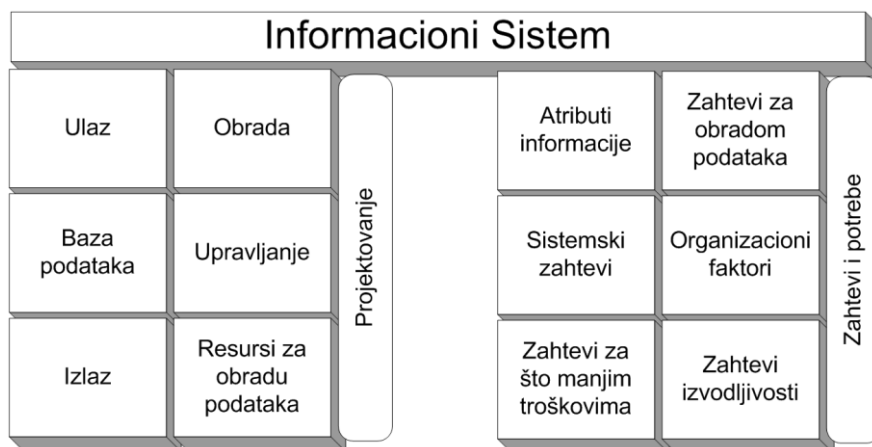 Informacioni Sistem
Ulaz
Obrada
Baza
podataka
Upravljanje
Izlaz
Resursi za
obradu
podataka
Projektovanje
Atributi
informacije
Zahtevi za
obradom
podataka
Sistemski
zahtevi
Organizacioni
faktori
Zahtevi za
što manjim
troškovima
Zahtevi
izvodljivosti
Zahtevi i potrebe